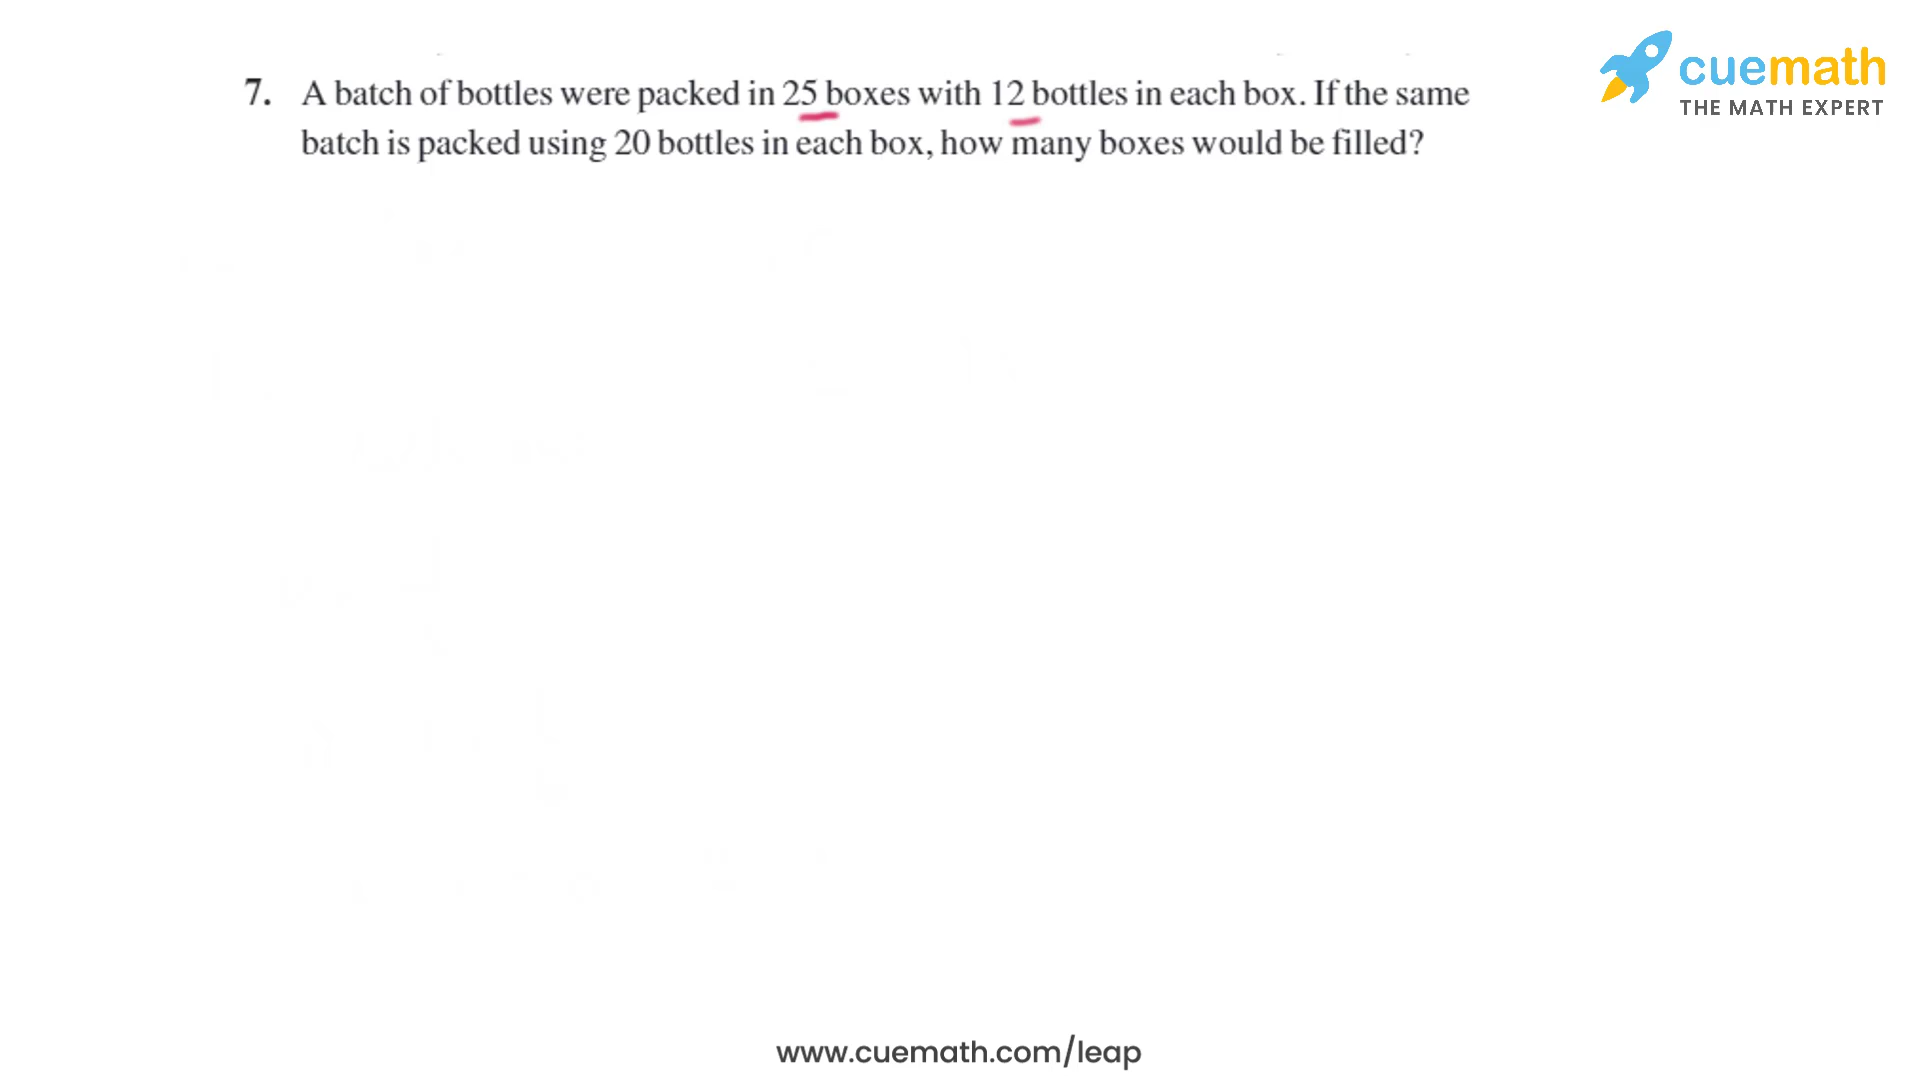 7. A batch of bottles were packed in 25 boxes with 12 bottles in each box. If the same
batch is packed using 20 bottles in each box, how many boxes would be filled?
cuemath
THE MATH EXPERT
www.cuemath.com/leap